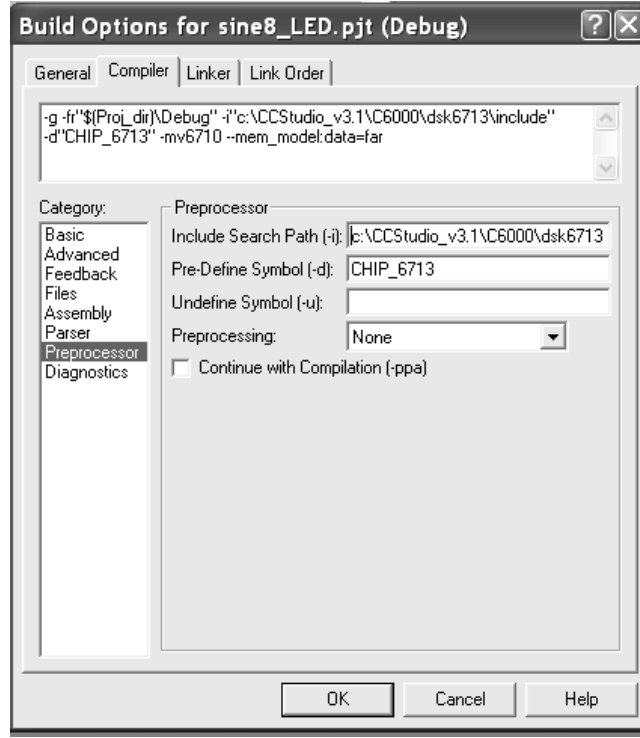 Build Options for sine8_LED.pjt (Debug)
General Compiler Linker Link Order
-g -fr"$(Proj_dir)\Debug" -i"c:\CCStudio_v3.1\C6000\dsk6713\include"
-d"CHIP_6713" -mv6710 --mem_model:data=far
Category:
Basic
Advanced
Feedback
Files
Assembly
Parser
Preprocessor
Diagnostics
Preprocessor
Include Search Path (-i): c:\CCStudio_v3.1\C6000\dsk6713
Pre-Define Symbol (-d): CHIP_6713
Undefine Symbol (-u):
Preprocessing: None
Continue with Compilation (-ppa)
OK Cancel Help